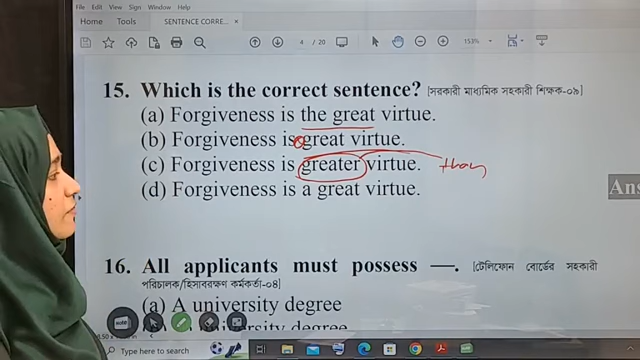 File Edit View Sign Window Help
Home Tools SENTENCE CORRE... ×
4 / 20 153%
15. Which is the correct sentence? [সরকারী মাধ্যমিক সহকারী শিক্ষক-০৯]
(a) Forgiveness is the great virtue.
(b) Forgiveness is great virtue.
(c) Forgiveness is greater virtue. than
(d) Forgiveness is a great virtue.
Ans
16. All applicants must possess —. [টেলিফোন বোর্ডের সহকারী
পরিচালক/হিসাবরক্ষণ কর্মকর্তা-০৪]
(a) A university degree
Type here to search